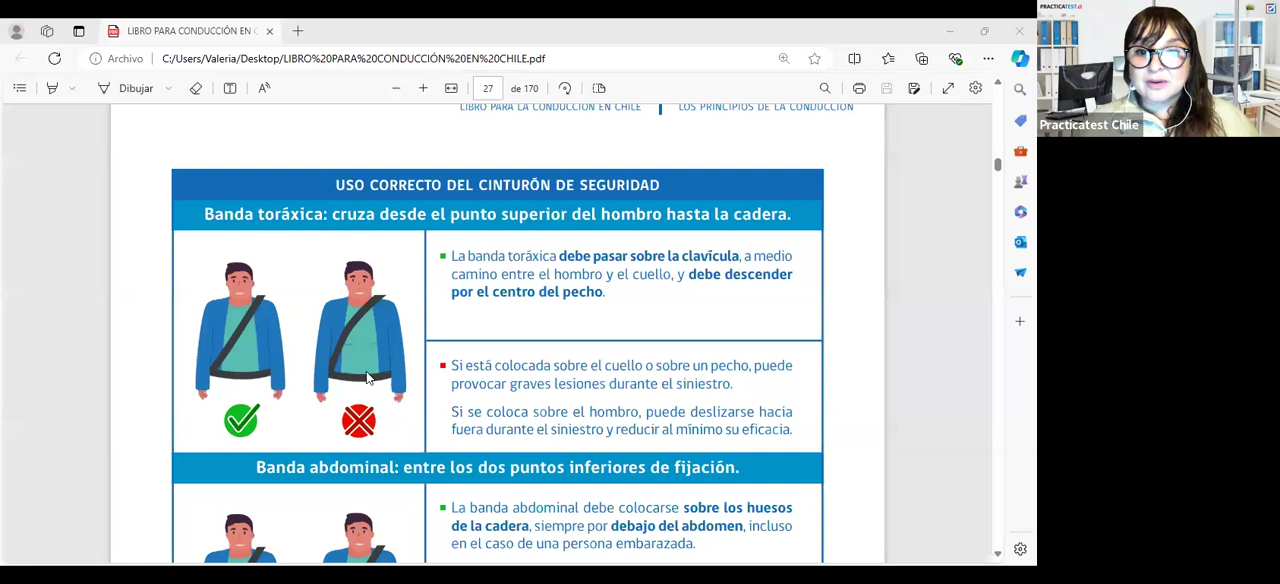 LIBRO PARA CONDUCCIÓN EN C
Archivo
C:/Users/Valeria/Desktop/LIBRO%20PARA%20CONDUCCIÓN%20EN%20CHILE.pdf
Dibujar
27
de 170
LIBRO PARA LA CONDUCCIÓN EN CHILE
LOS PRINCIPIOS DE LA CONDUCCIÓN
USO CORRECTO DEL CINTURÓN DE SEGURIDAD
Banda toráxica: cruza desde el punto superior del hombro hasta la cadera.
La banda toráxica debe pasar sobre la clavícula, a medio
camino entre el hombro y el cuello, y debe descender
por el centro del pecho.
Si está colocada sobre el cuello o sobre un pecho, puede
provocar graves lesiones durante el siniestro.
Si se coloca sobre el hombro, puede deslizarse hacia
fuera durante el siniestro y reducir al mínimo su eficacia.
Banda abdominal: entre los dos puntos inferiores de fijación.
La banda abdominal debe colocarse sobre los huesos
de la cadera, siempre por debajo del abdomen, incluso
en el caso de una persona embarazada.
PRACTICATEST.cl
Practicatest Chile